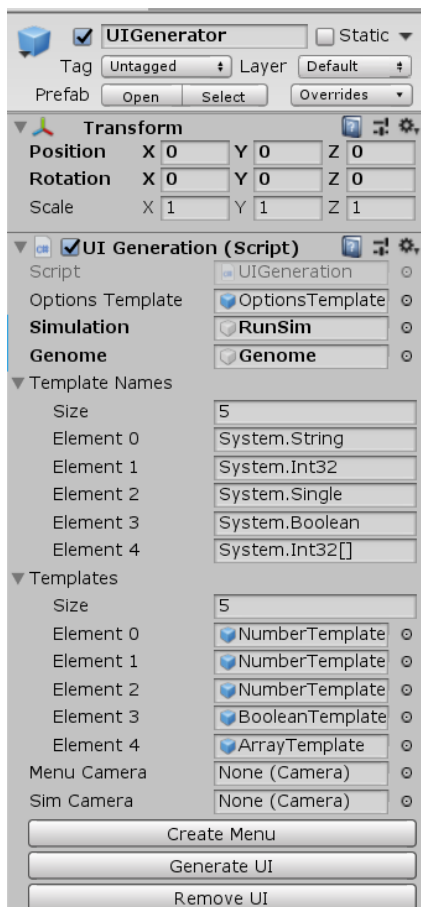 UIGenerator Static
Tag Untagged Layer Default
Prefab Open Select Overrides
Transform
Position X 0 Y 0 Z 0
Rotation X 0 Y 0 Z 0
Scale X 1 Y 1 Z 1
UI Generation (Script)
Script UIGeneration
Options Template OptionsTemplate
Simulation RunSim
Genome Genome
Template Names
Size 5
Element 0 System.String
Element 1 System.Int32
Element 2 System.Single
Element 3 System.Boolean
Element 4 System.Int32[]
Templates
Size 5
Element 0 NumberTemplate
Element 1 NumberTemplate
Element 2 NumberTemplate
Element 3 BooleanTemplate
Element 4 ArrayTemplate
Menu Camera None (Camera)
Sim Camera None (Camera)
Create Menu
Generate UI
Remove UI